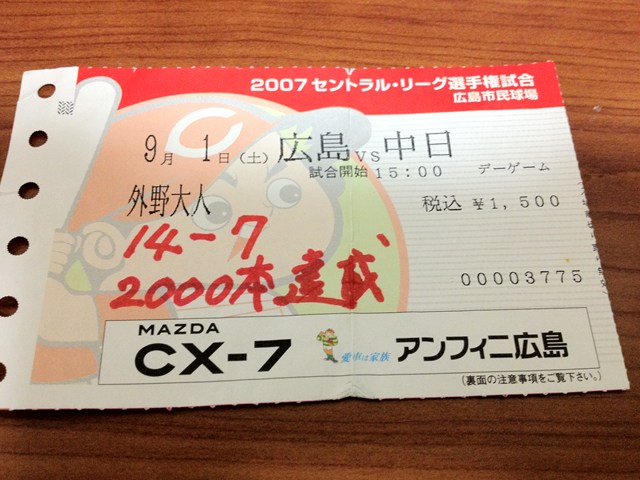 2007 セントラル・リーグ選手権試合
広島市民球場
9月 1日(土) 広島vs中日
試合開始 15:00 デーゲーム
外野大人
税込 ¥1,500
14-7
2000本達成
00003775
MAZDA
CX-7
愛車は家族
アンフィニ広島
(裏面の注意事項をご覧下さい。)